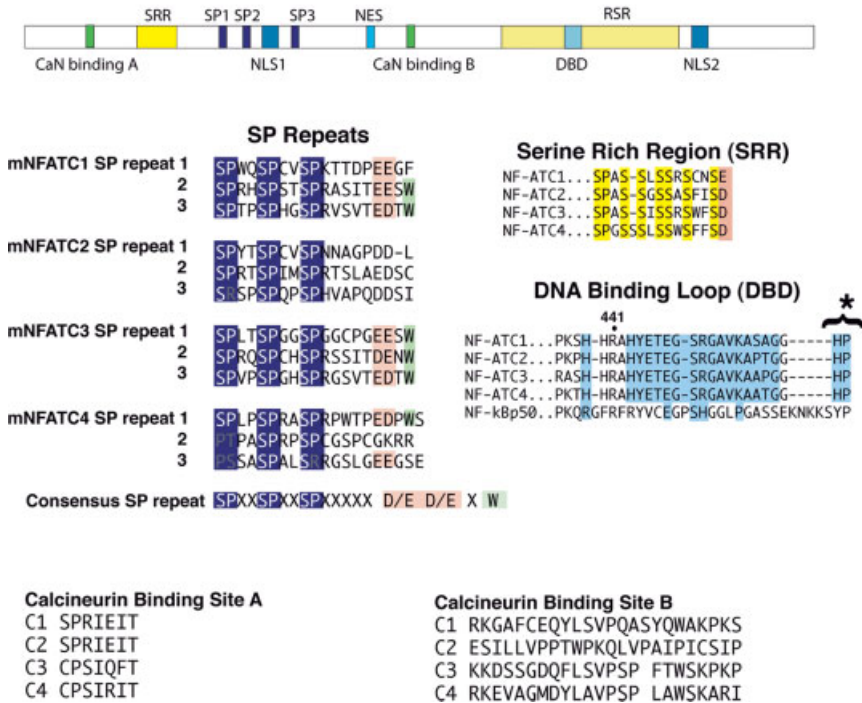 SRR SP1 SP2 SP3 NES RSR
CaN binding A NLS1 CaN binding B DBD NLS2
SP Repeats
mNFATC1 SP repeat 1 SPWQSPCVSPKTTDPEEGF
2 SPRHSPSTSPRASITEESW
3 SPTPSPHGSPRVSVTEDTW
mNFATC2 SP repeat 1 SPYTSPCVSPNNAGPDD-L
2 SPRTSPIMSPRTSLAEDSC
3 SRSPSPQPSPHVAPQDDSI
mNFATC3 SP repeat 1 SPLTSPGGSPGGCPGEESW
2 SPRQSPCHSPRSSITDENW
3 SPVPSPGHSPRGSVTEDTW
mNFATC4 SP repeat 1 SPLPSPRASPRPWTPEDPWS
2 PTPASPRPSPCGSPCGKRR
3 PSSASPALSRRGSLGEEGSE
Consensus SP repeat SPXXSPXXSPXXXXX D/E D/E X W
Serine Rich Region (SRR)
NF-ATC1...SPAS-SLSSRSCNSE
NF-ATC2...SPAS-SGSSASFISD
NF-ATC3...SPAS-SISSRSWFSD
NF-ATC4...SPGSSSLSSWSFFSD
DNA Binding Loop (DBD)
*
441
NF-ATC1...PKSH-HRAHYETEG-SRGAVKASAGG-----HP
NF-ATC2...PKPH-HRAHYETEG-SRGAVKAPTGG-----HP
NF-ATC3...RASH-HRAHYETEG-SRGAVKAAPGG-----HP
NF-ATC4...PKTH-HRAHYETEG-SRGAVKAATGG-----HP
NF-kBp50..PKQRGFRFRYVCEGPSHGGLPGASSEKNKKSYP
Calcineurin Binding Site A
C1 SPRIEIT
C2 SPRIEIT
C3 CPSIQFT
C4 CPSIRIT
Calcineurin Binding Site B
C1 RKGAFCEQYLSVPQASYQWAKPKS
C2 ESILLVPPTWPKQLVPAIPICSIP
C3 KKDSSGDQFLSVPSP FTWSKPKP
C4 RKEVAGMDYLAVPSP LAWSKARI